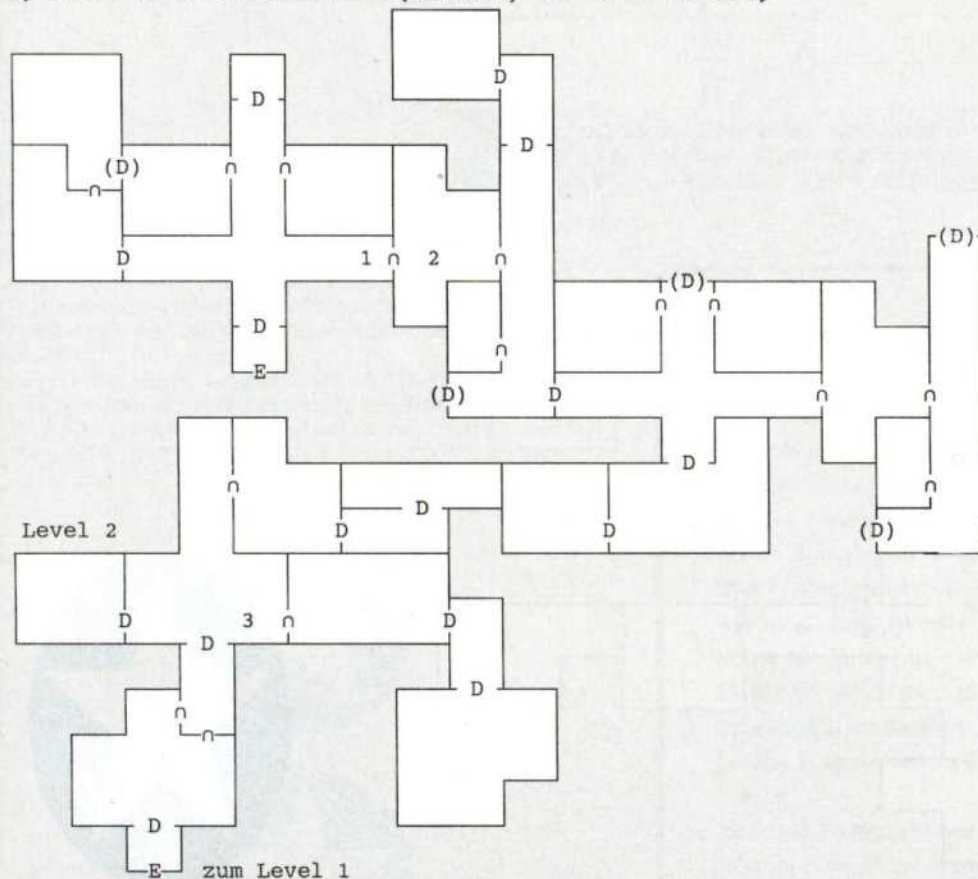 D
D
D
(D)
∩ ∩
∩
(D)
D
1 ∩ 2 ∩
(D)
∩ ∩
D
∩
E
(D) D ∩ ∩
D
∩ ∩
D
Level 2 D (D)
D 3 ∩ D
D
D
∩
∩
D
E zum Level 1